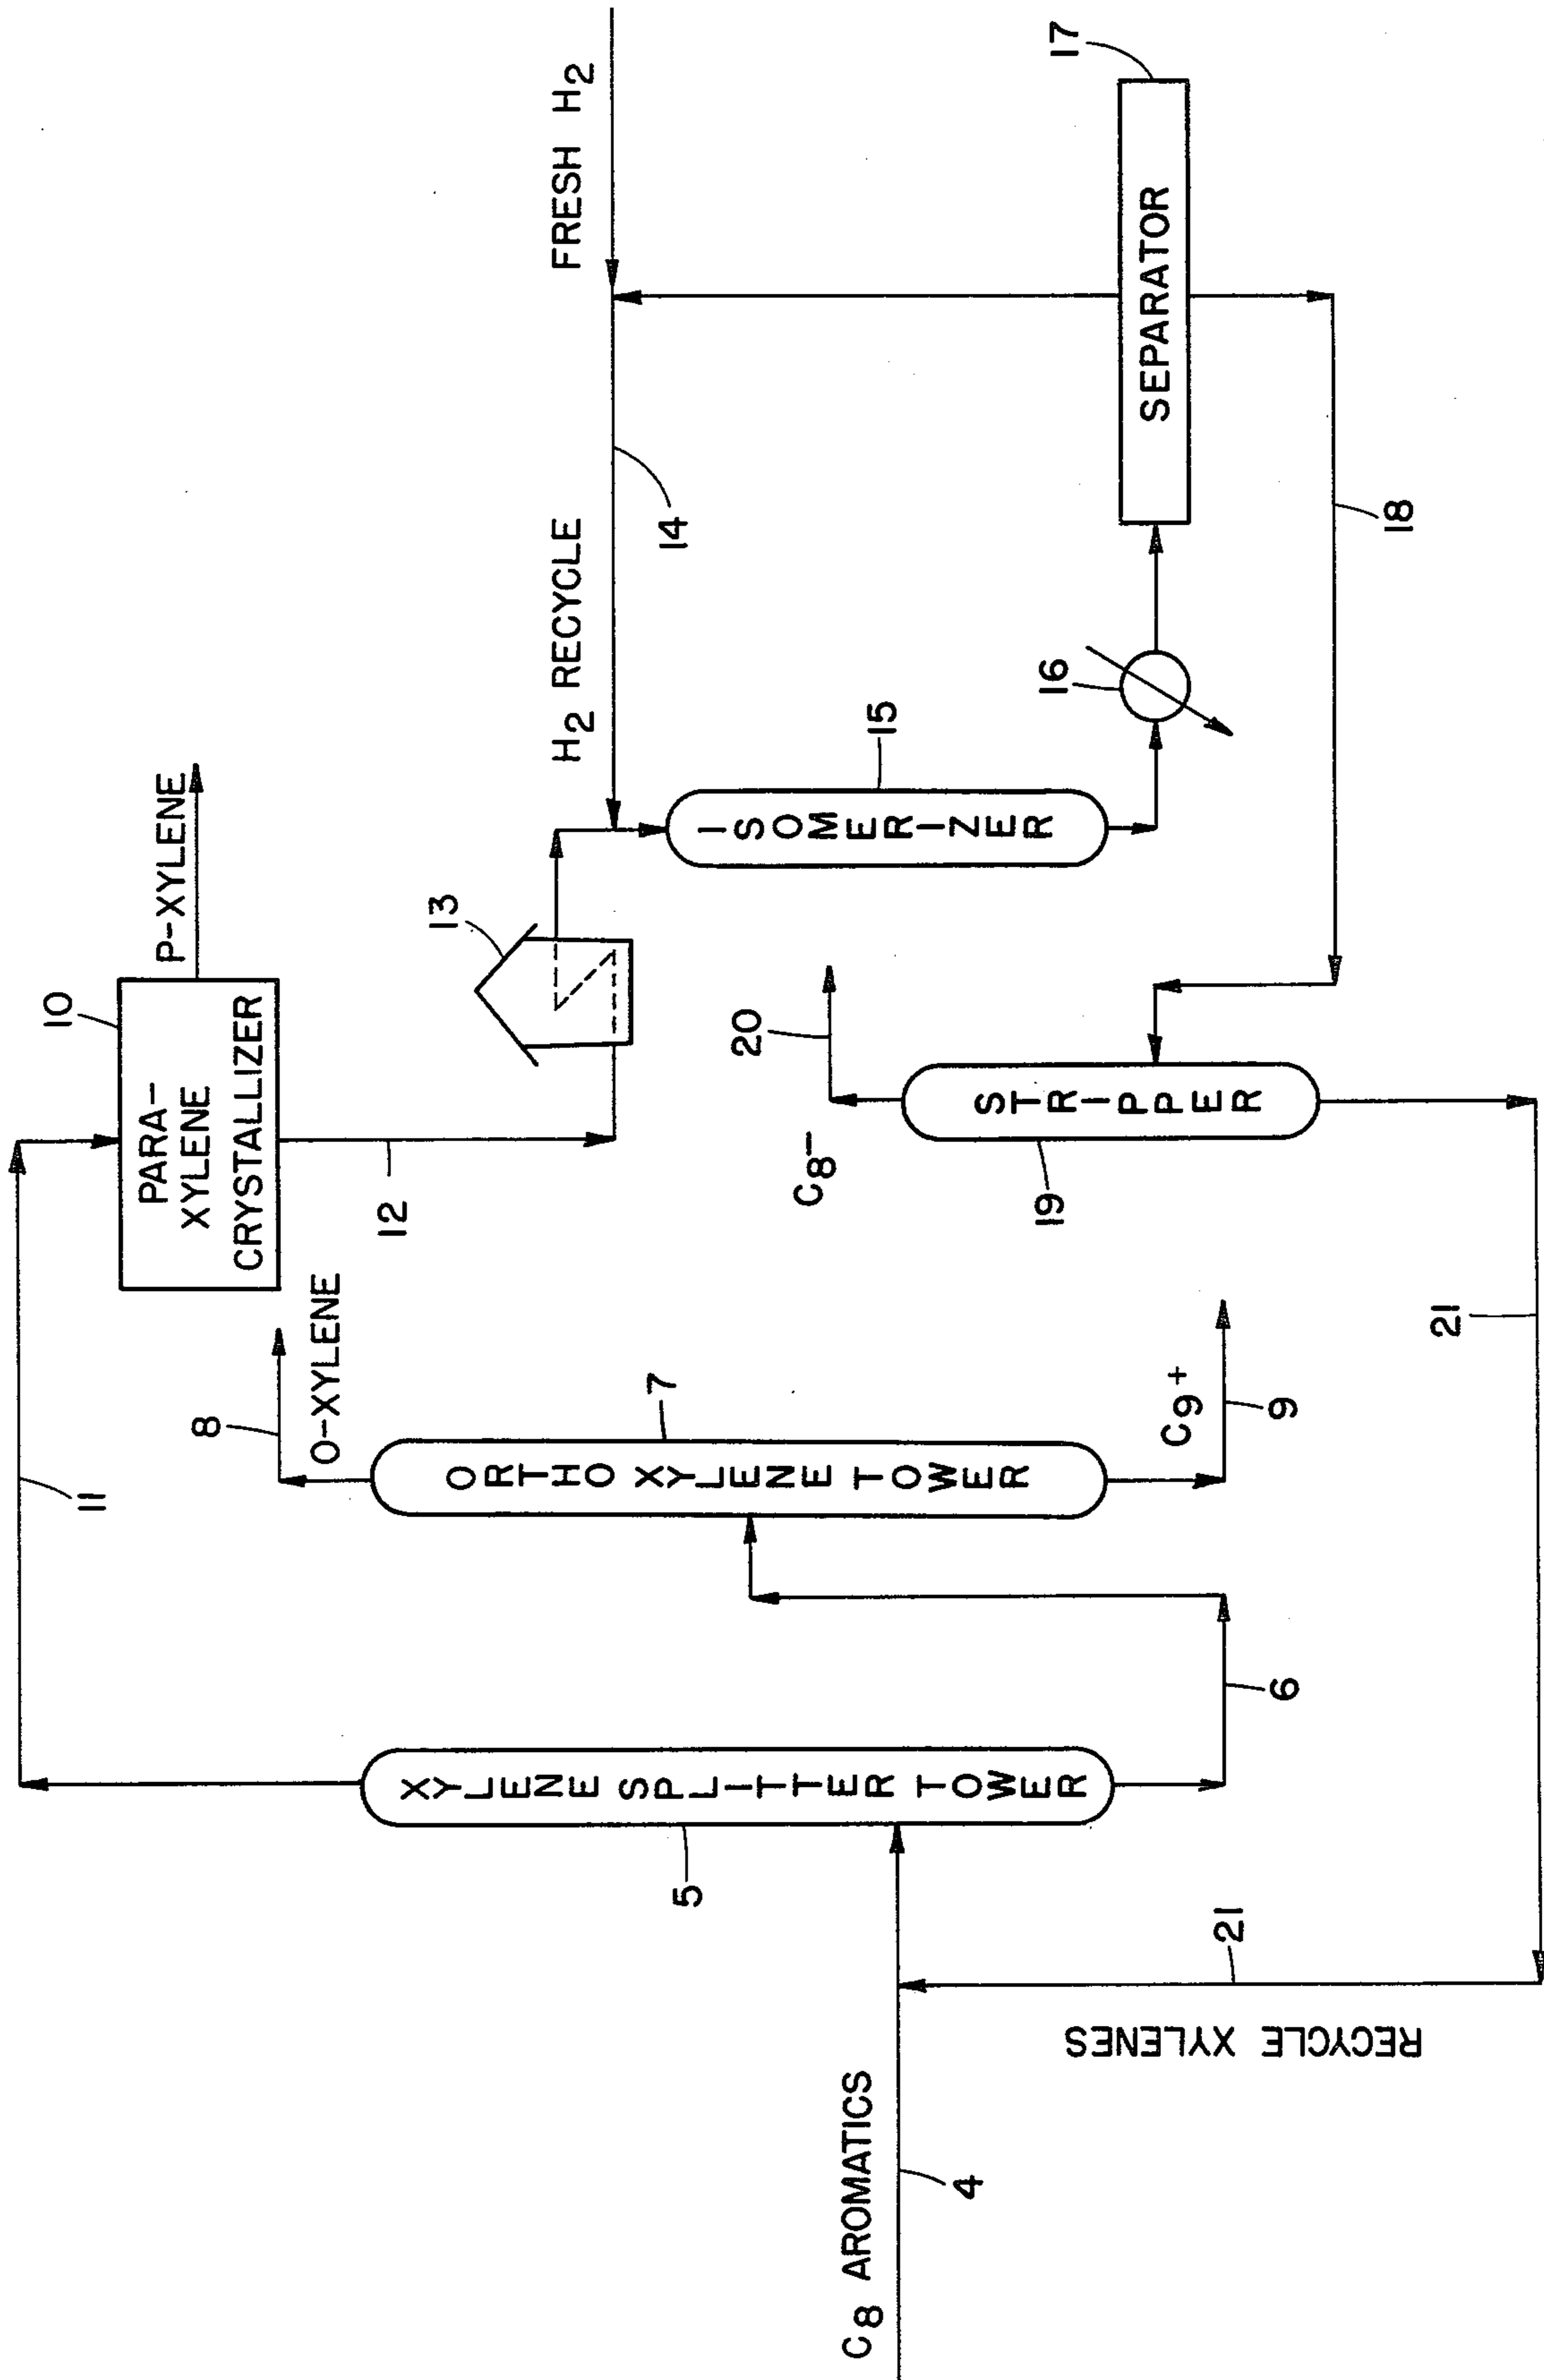 C8 AROMATICS
4
RECYCLE XYLENES
21
5
XYLENE SPLITTER TOWER
6
11
7
ORTHO XYLENE TOWER
8
O-XYLENE
C9+
9
21
10
PARA-
XYLENE
CRYSTALLIZER
P-XYLENE
12
13
19
STRIPPER
20
C8-
15
ISOMERIZER
16
H2 RECYCLE
14
FRESH H2
SEPARATOR
17
18